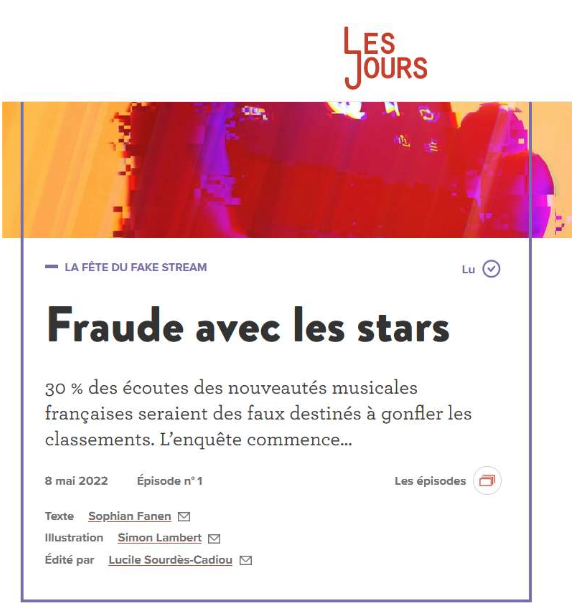 LES
JOURS
LA FÊTE DU FAKE STREAM
Lu
Fraude avec les stars
30 % des écoutes des nouveautés musicales
françaises seraient des faux destinés à gonfler les
classements. L’enquête commence…
8 mai 2022 Épisode n° 1 Les épisodes
Texte Sophian Fanen
Illustration Simon Lambert
Édité par Lucile Sourdès-Cadiou